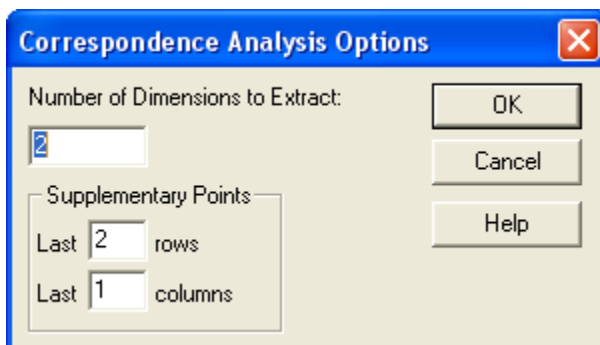 Correspondence Analysis Options
Number of Dimensions to Extract:
2
Supplementary Points
Last 2 rows
Last 1 columns
OK
Cancel
Help